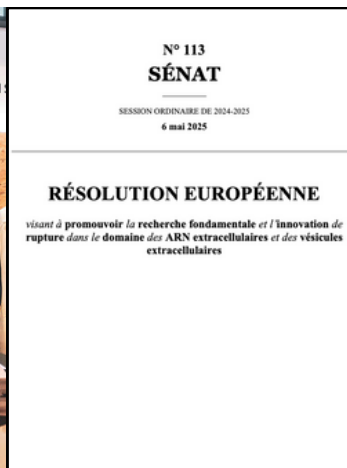 N° 113
SÉNAT
SESSION ORDINAIRE DE 2024-2025
6 mai 2025
RÉSOLUTION EUROPÉENNE
visant à promouvoir la recherche fondamentale et l'innovation de
rupture dans le domaine des ARN extracellulaires et des vésicules
extracellulaires